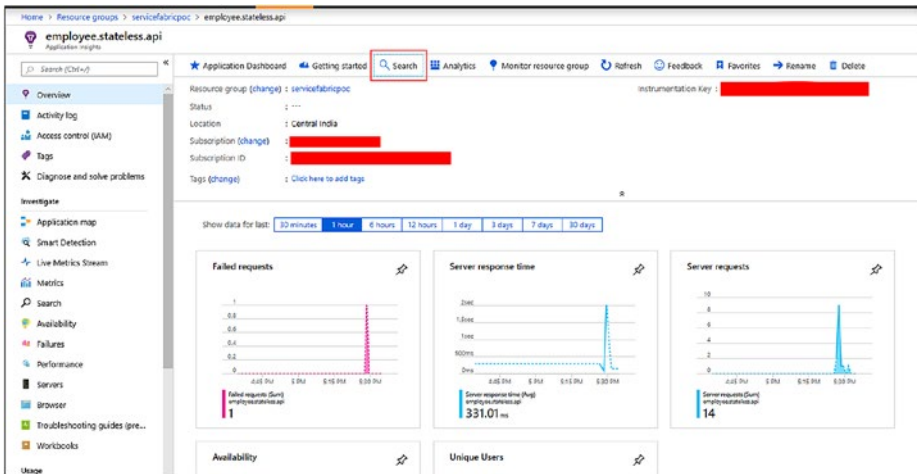 Home > Resource groups > servicefabricpoc > employee.stateless.api
employee.stateless.api
Application Insights
Search (Ctrl+/)
Overview
Activity log
Access control (IAM)
Tags
Diagnose and solve problems
Investigate
Application map
Smart Detection
Live Metrics Stream
Metrics
Search
Availability
Failures
Performance
Servers
Browser
Troubleshooting guides (pre...
Workbooks
Usage
Application Dashboard Getting started Search Analytics Monitor resource group Refresh Feedback Favorites Rename Delete
Resource group (change) : servicefabricpoc Instrumentation Key :
Status : ---
Location : Central India
Subscription (change) :
Subscription ID :
Tags (change) : Click here to add tags
Show data for last: 30 minutes 1 hour 6 hours 12 hours 1 day 3 days 7 days 30 days
Failed requests
1
0.8
0.6
0.4
0.2
0
4:45 PM 5 PM 5:15 PM 5:30 PM
Failed requests (Sum)
employee.stateless.api
1
Server response time
2sec
1.5sec
1sec
500ms
0ms
4:45 PM 5 PM 5:15 PM 5:30 PM
Server response time (Avg)
employee.stateless.api
331.01 ms
Server requests
10
8
6
4
2
0
4:45 PM 5 PM 5:15 PM 5:30 PM
Server requests (Sum)
employee.stateless.api
14
Availability
Unique Users